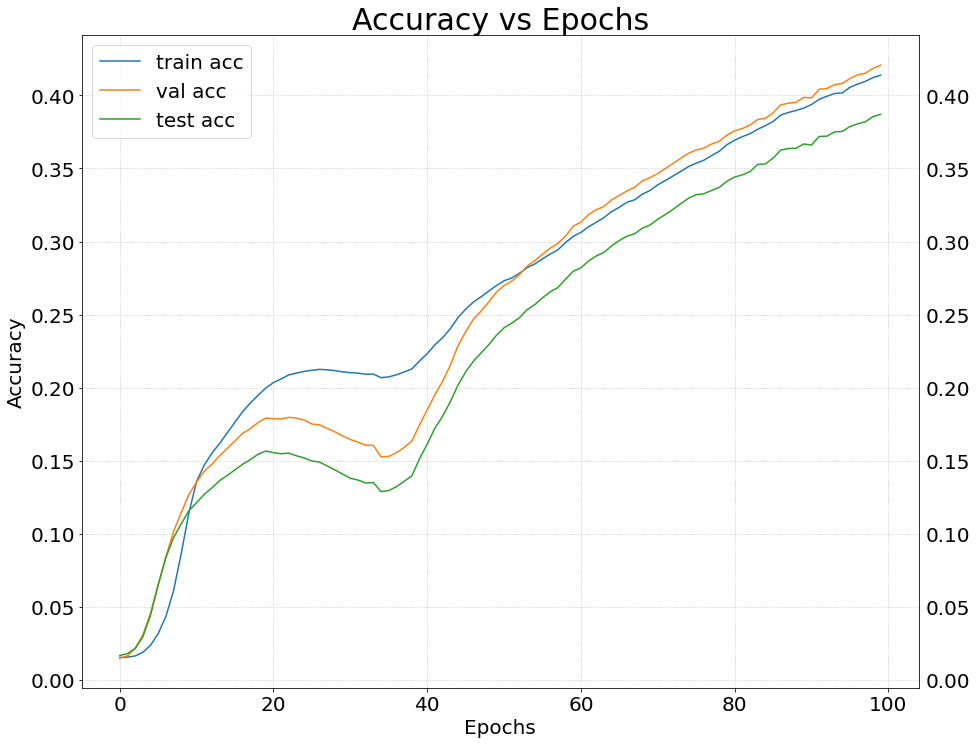 Accuracy vs Epochs
train acc
val acc
test acc
0.40 0.40
0.35 0.35
0.30 0.30
0.25 0.25
0.20 0.20
0.15 0.15
0.10 0.10
0.05 0.05
0.00 0.00
Accuracy
0 20 40 60 80 100
Epochs